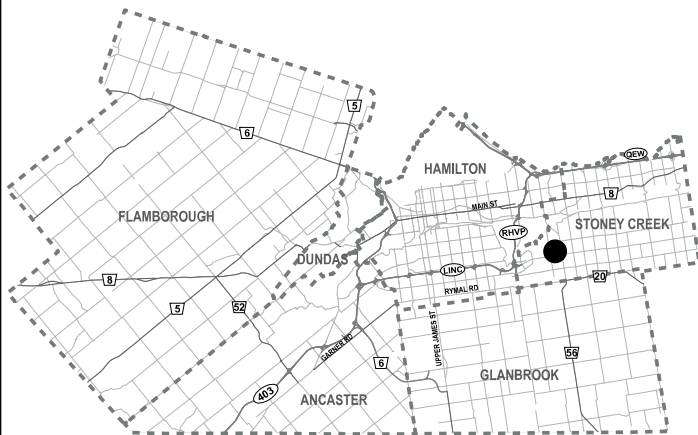 5
6
HAMILTON
QEW
8
MAIN ST
FLAMBOROUGH
STONEY CREEK
RHVP
DUNDAS
LINC
20
8
RYMAL RD
5
52
UPPER JAMES ST
GARNER RD
56
6
GLANBROOK
403
ANCASTER